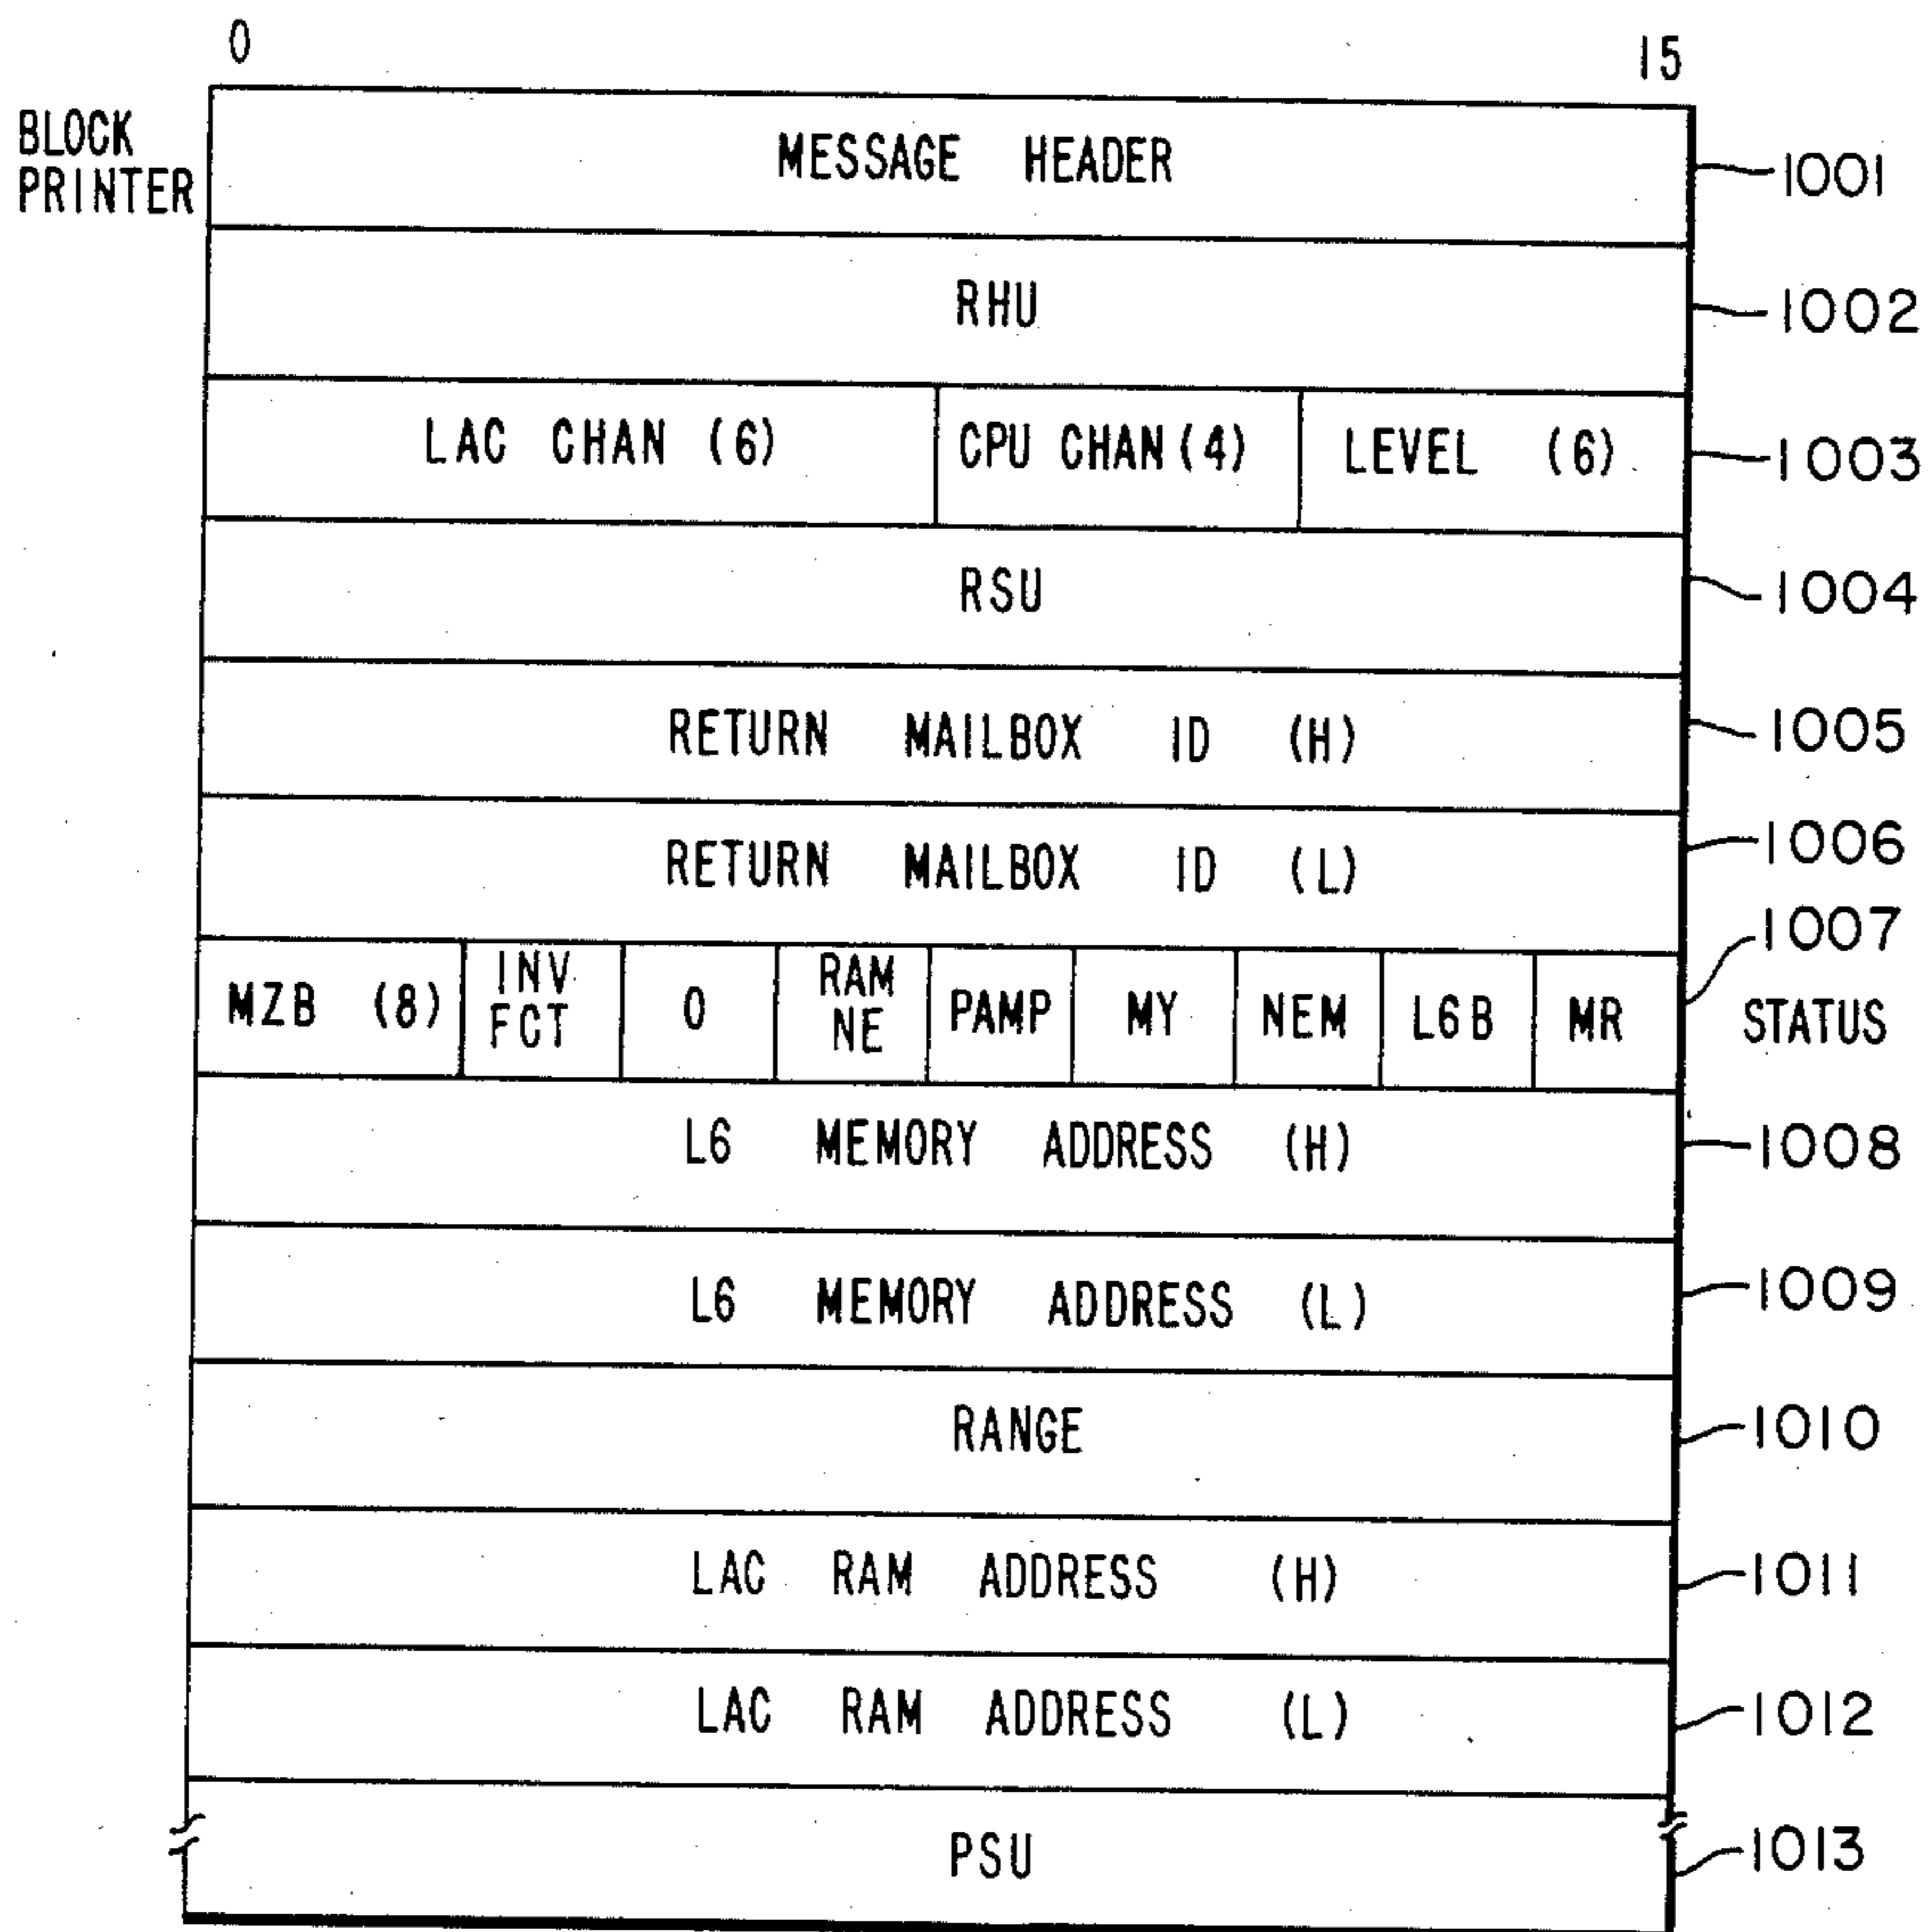 0 15
BLOCK
PRINTER
MESSAGE HEADER 1001
RHU 1002
LAC CHAN (6) CPU CHAN (4) LEVEL (6) 1003
RSU 1004
RETURN MAILBOX ID (H) 1005
RETURN MAILBOX ID (L) 1006
1007
MZB (8) INV FCT 0 RAM NE PAMP MY NEM L6B MR STATUS
L6 MEMORY ADDRESS (H) 1008
L6 MEMORY ADDRESS (L) 1009
RANGE 1010
LAC RAM ADDRESS (H) 1011
LAC RAM ADDRESS (L) 1012
PSU 1013